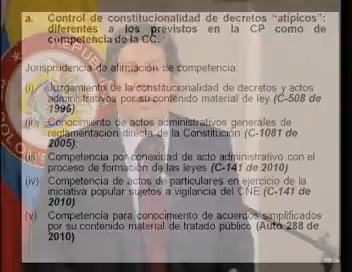 a. Control de constitucionalidad de decretos "atípicos":
diferentes a los previstos en la CP como de
competencia de la CC.
Jurisprudencia de afirmación de competencia:
(i) Juzgamiento de la constitucionalidad de decretos y actos
administrativos por su contenido material de ley (C-508 de
1996).
(ii) Conocimiento de actos administrativos generales de
reglamentación directa de la Constitución (C-1081 de
2005);
(iii) Competencia por conexidad de acto administrativo con el
proceso de formación de las leyes (C-141 de 2010)
(iv) Competencia de actos de particulares en ejercicio de la
iniciativa popular sujetos a vigilancia del CNE (C-141 de
2010)
(v) Competencia para conocimiento de acuerdos simplificados
por su contenido material de tratado público (Auto 288 de
2010)